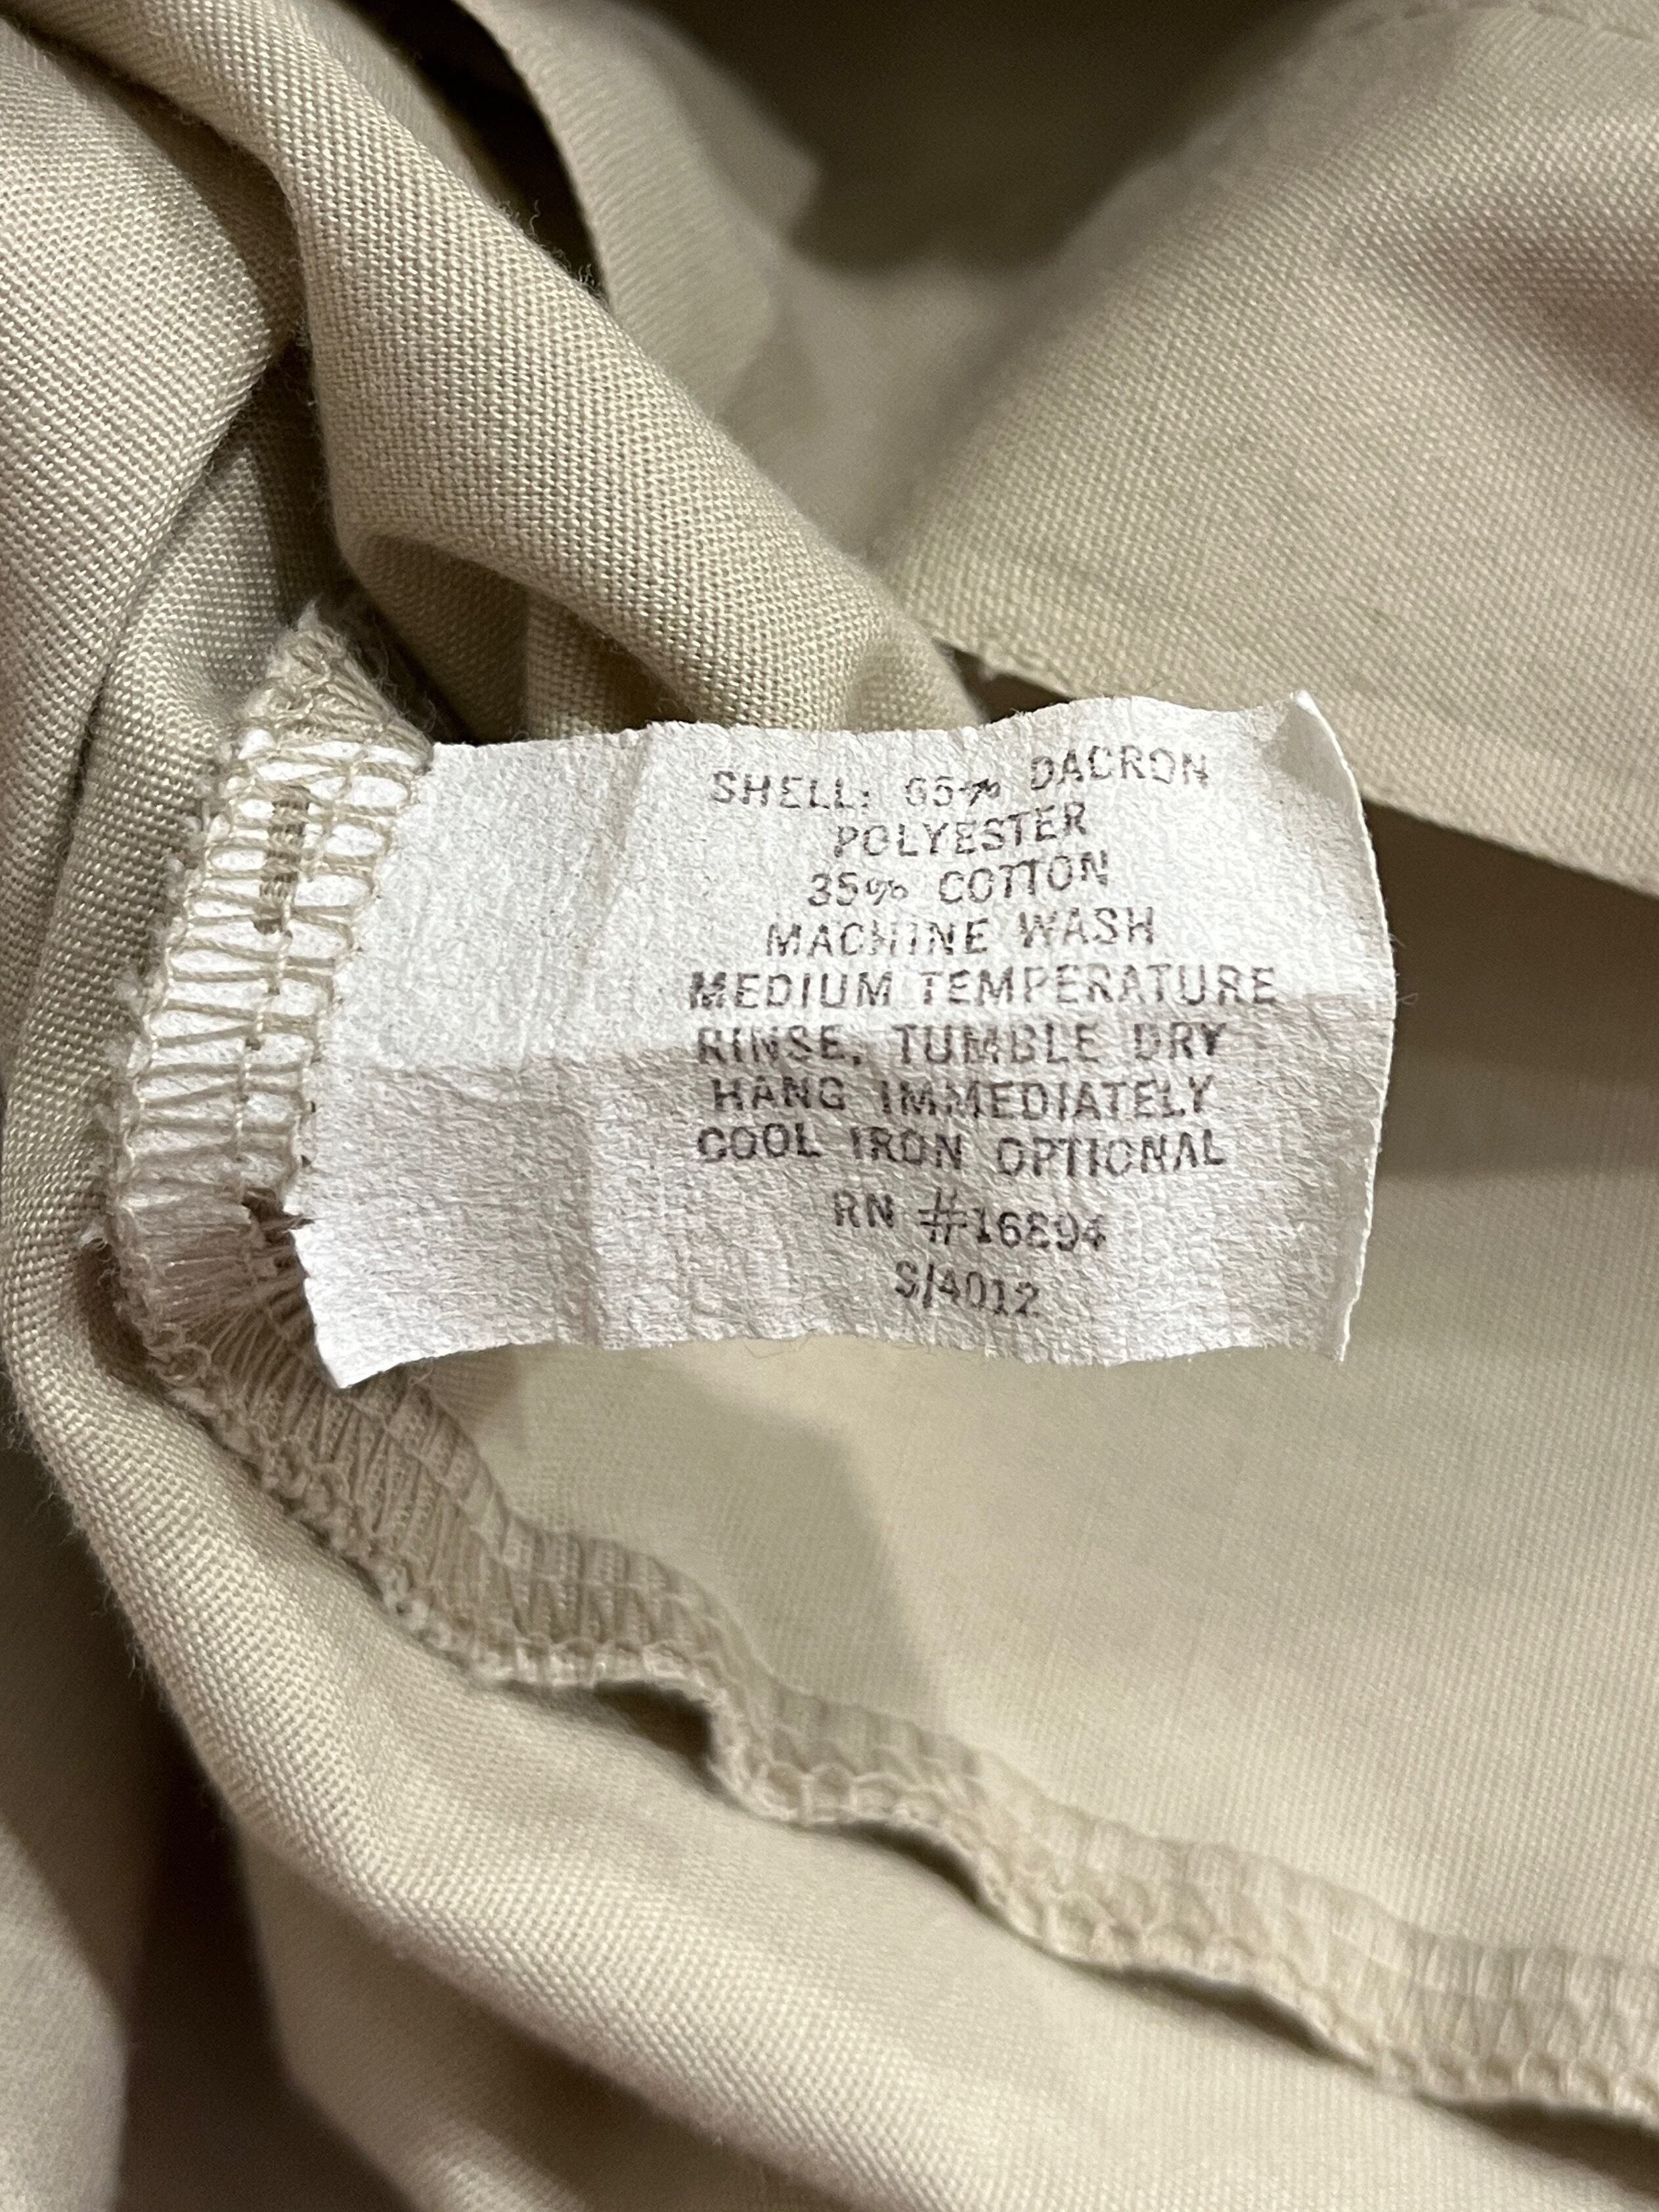 SHELL: 65% DACRON
POLYESTER
35% COTTON
MACHINE WASH
MEDIUM TEMPERATURE
RINSE, TUMBLE DRY
HANG IMMEDIATELY
COOL IRON OPTIONAL
RN #16894
S/4012